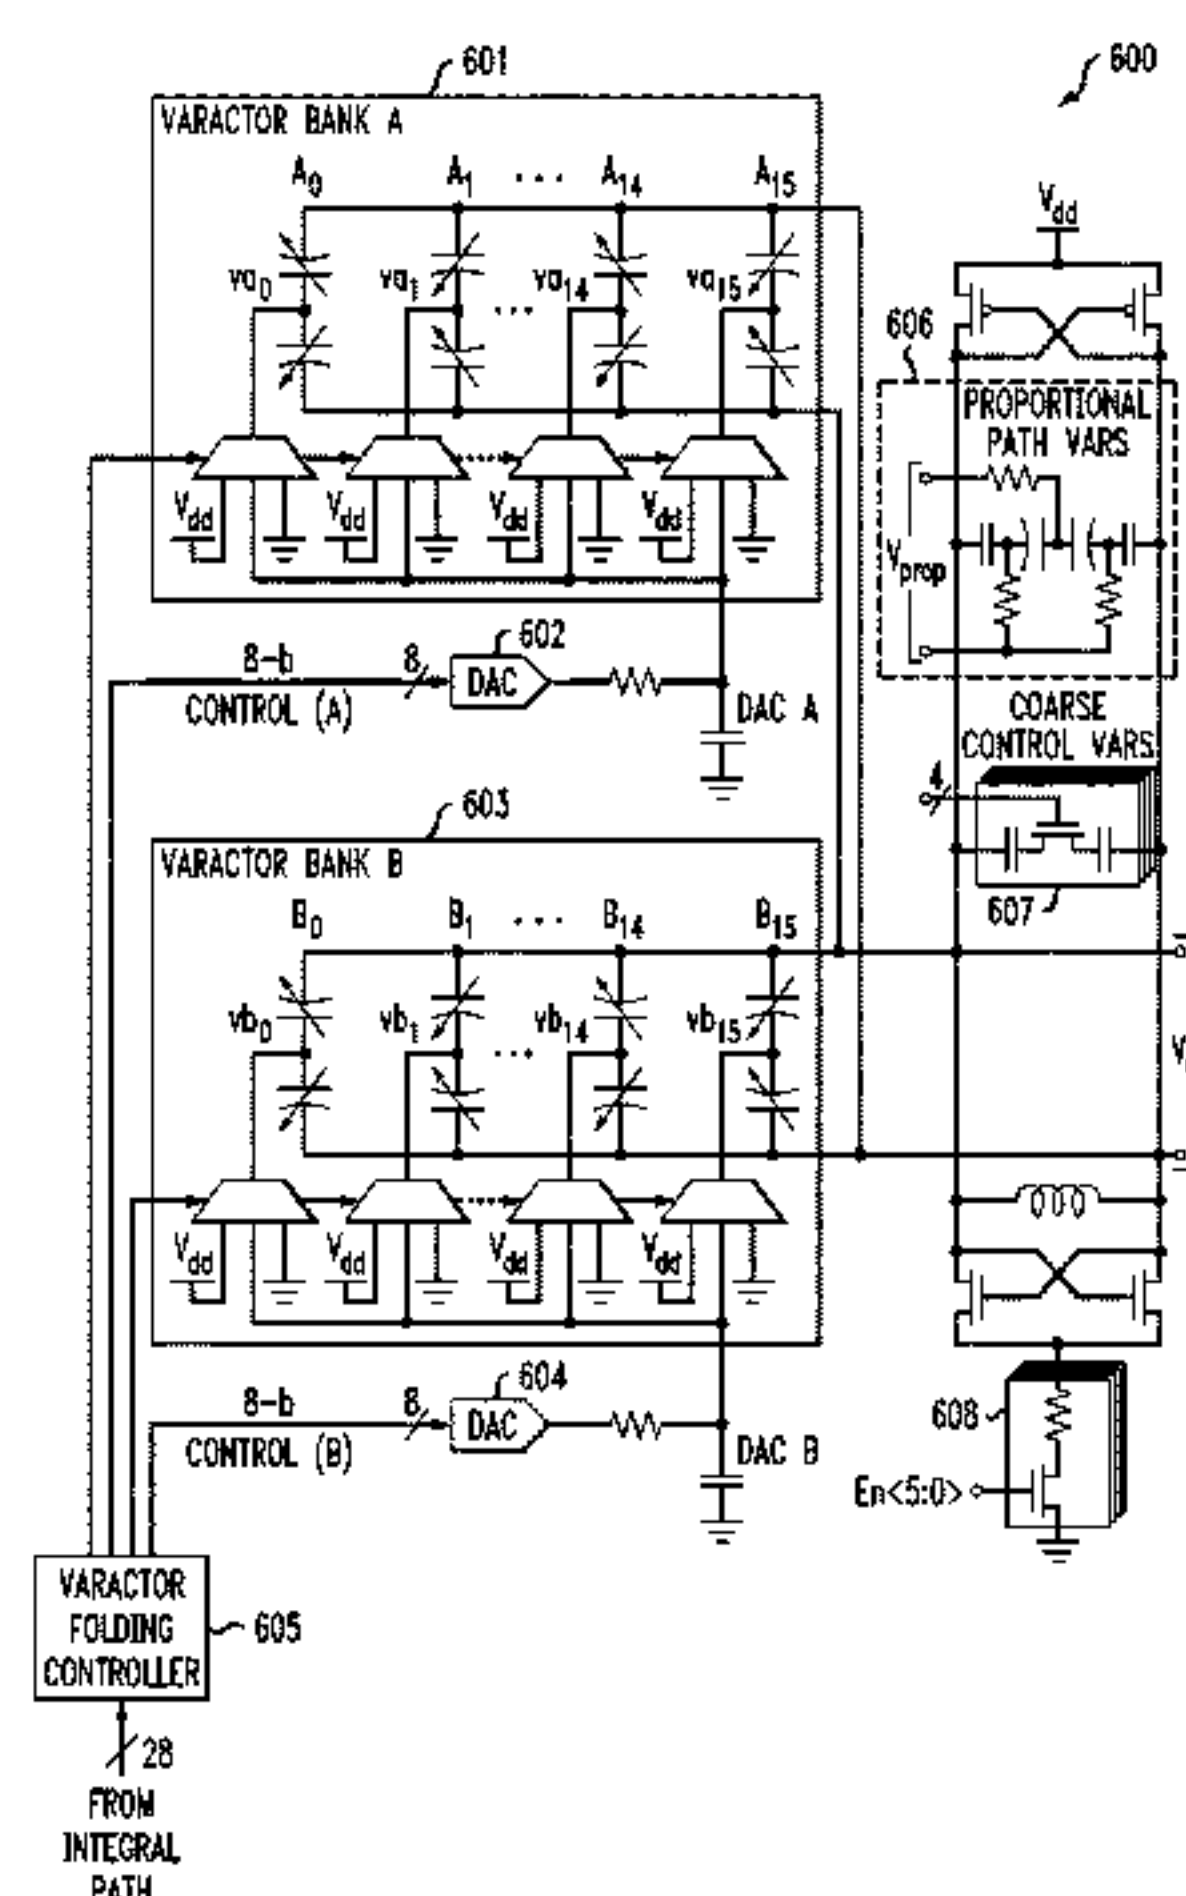 601
600
VARACTOR BANK A
A0 A1 ... A14 A15
Vdd
va0 va1 ... va14 va15
606
PROPORTIONAL
PATH VARS
Vdd Vdd Vdd Vdd
Vprop
602
8-b
8
DAC
CONTROL (A)
DAC A
COARSE
CONTROL VARS
4
603
VARACTOR BANK B
607
B0 B1 ... B14 B15
vb0 vb1 ... vb14 vb15
Vdd Vdd Vdd Vdd
604
8-b
8
DAC
CONTROL (B)
DAC B
608
En<5:0>
VARACTOR
FOLDING
CONTROLLER
605
28
FROM
INTEGRAL
PATH